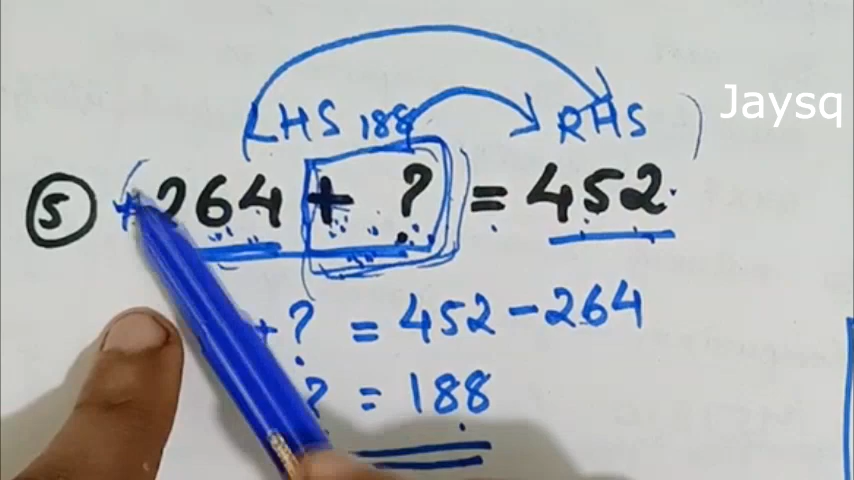 Jaysq
LHS 188 RHS
5 +264 + ? = 452
+ ? = 452 - 264
? = 188